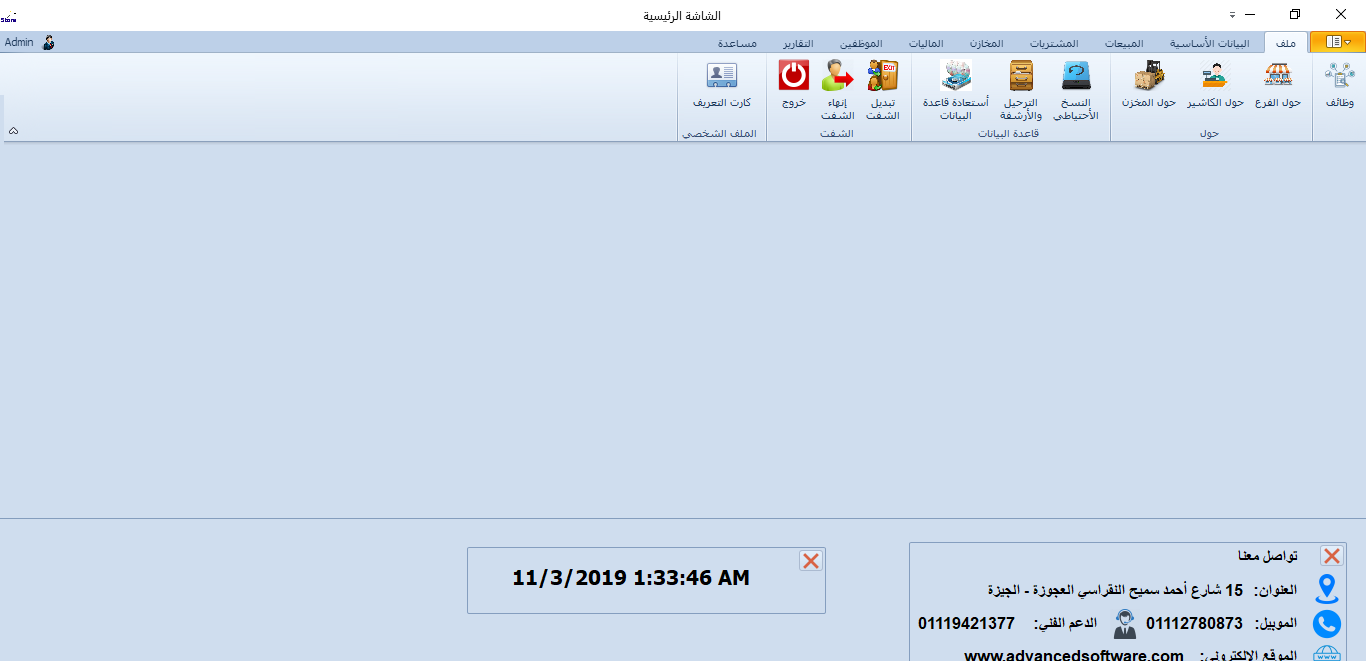 الشاشة الرئيسية
Store
Admin
ملف
البيانات الأساسية
المبيعات
المشتريات
المخازن
الماليات
الموظفين
التقارير
مساعدة
وظائف
حول الفرع
حول الكاشير
حول المخزن
حول
النسخ الأحتياطي
الترحيل والأرشفة
أستعادة قاعدة البيانات
قاعدة البيانات
تبديل الشفت
إنهاء الشفت
خروج
الشفت
كارت التعريف
الملف الشخصي
11/3/2019 1:33:46 AM
تواصل معنا
العنوان: 15 شارع أحمد سميح النقراسي العجوزة - الجيزة
الموبيل: 01112780873 الدعم الفني: 01119421377
الموقع الالكتروني: www.advancedsoftware.com